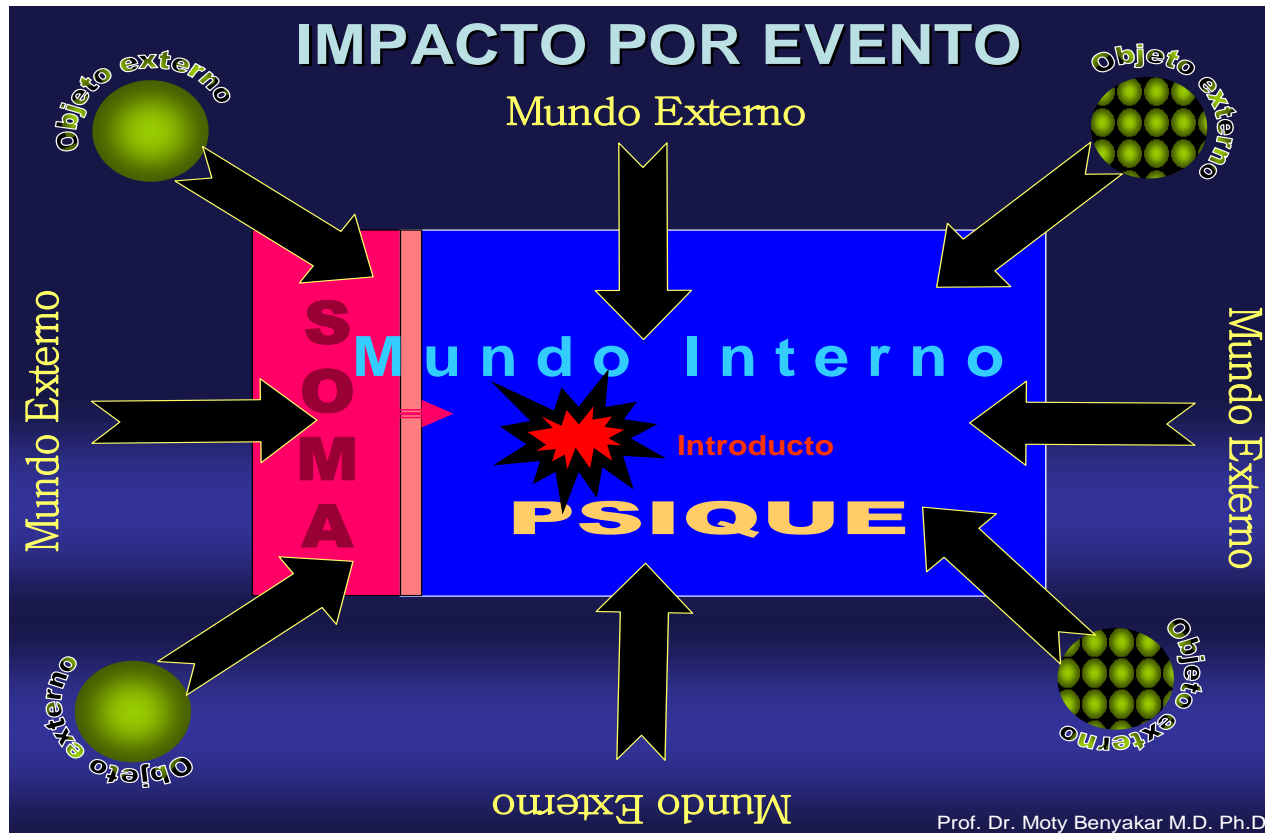 IMPACTO POR EVENTO
Objeto externo
Mundo Externo
Objeto externo
Mundo Externo
SOMA
Mundo Interno
Introducto
PSIQUE
Mundo Externo
Objeto externo
Objeto externo
Mundo Externo
Prof. Dr. Moty Benyakar M.D. Ph.D